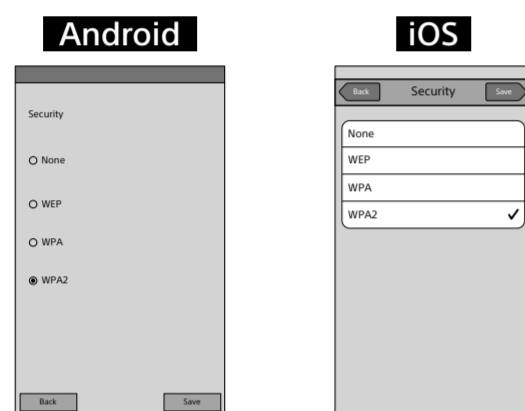 Android
Security
None
WEP
WPA
WPA2
Back
Save
iOS
Back
Security
Save
None
WEP
WPA
WPA2